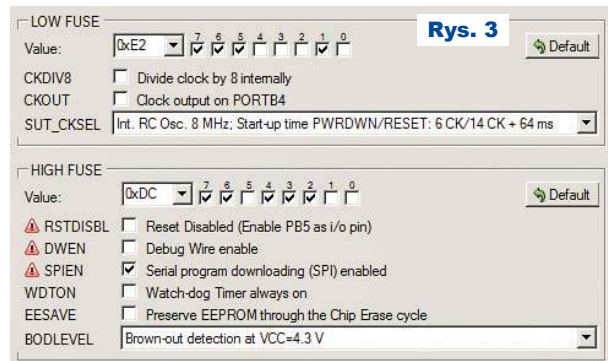 LOW FUSE
Rys. 3
Value: 0xE2 7 6 5 4 3 2 1 0 Default
CKDIV8 Divide clock by 8 internally
CKOUT Clock output on PORTB4
SUT_CKSEL Int. RC Osc. 8 MHz; Start-up time PWRDWN/RESET: 6 CK/14 CK + 64 ms
HIGH FUSE
Value: 0xDC 7 6 5 4 3 2 1 0 Default
RSTDISBL Reset Disabled (Enable PB5 as i/o pin)
DWEN Debug Wire enable
SPIEN Serial program downloading (SPI) enabled
WDTON Watch-dog Timer always on
EESAVE Preserve EEPROM through the Chip Erase cycle
BODLEVEL Brown-out detection at VCC=4.3 V